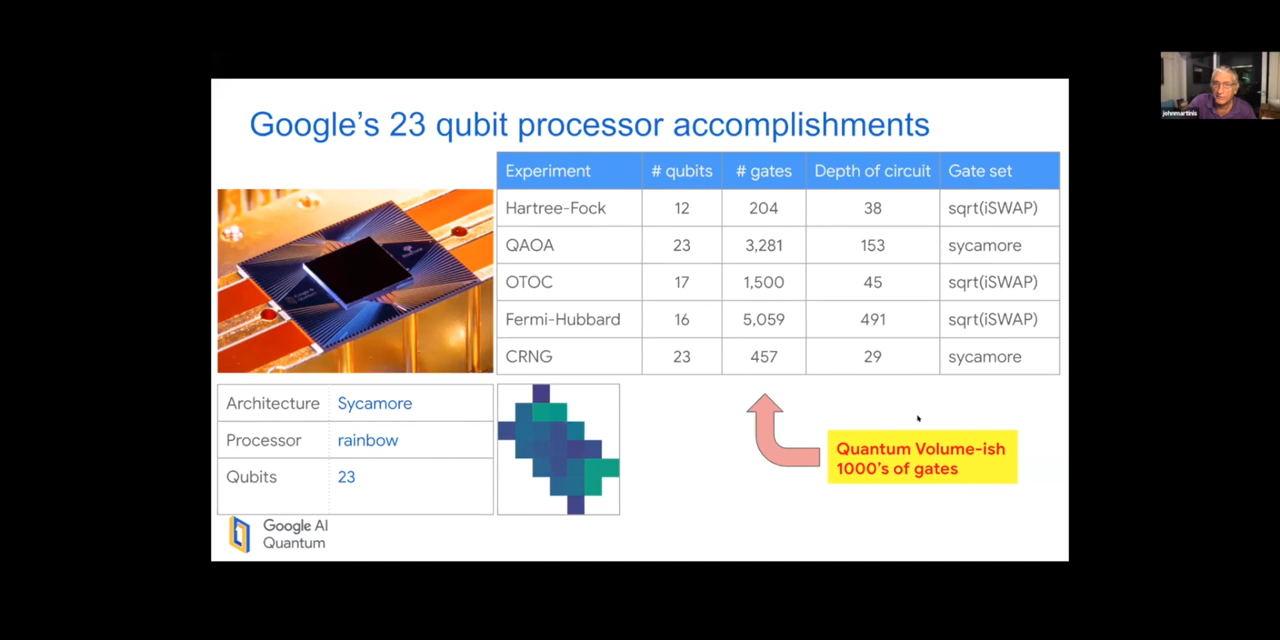 johnmartinis
Google's 23 qubit processor accomplishments
Experiment # qubits # gates Depth of circuit Gate set
Hartree-Fock 12 204 38 sqrt(iSWAP)
QAOA 23 3,281 153 sycamore
OTOC 17 1,500 45 sqrt(iSWAP)
Fermi-Hubbard 16 5,059 491 sqrt(iSWAP)
CRNG 23 457 29 sycamore
Architecture Sycamore
Processor rainbow
Qubits 23
Quantum Volume-ish
1000's of gates
Google AI
Quantum